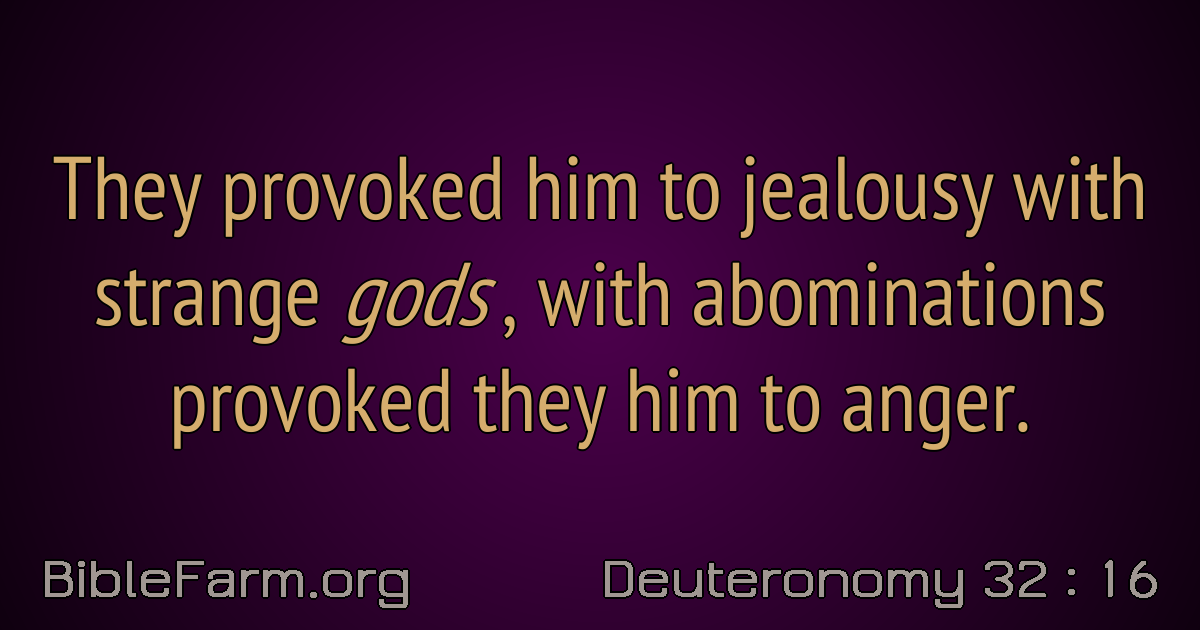 They provoked him to jealousy with
strange gods, with abominations
provoked they him to anger.
BibleFarm.org
Deuteronomy 32 : 16